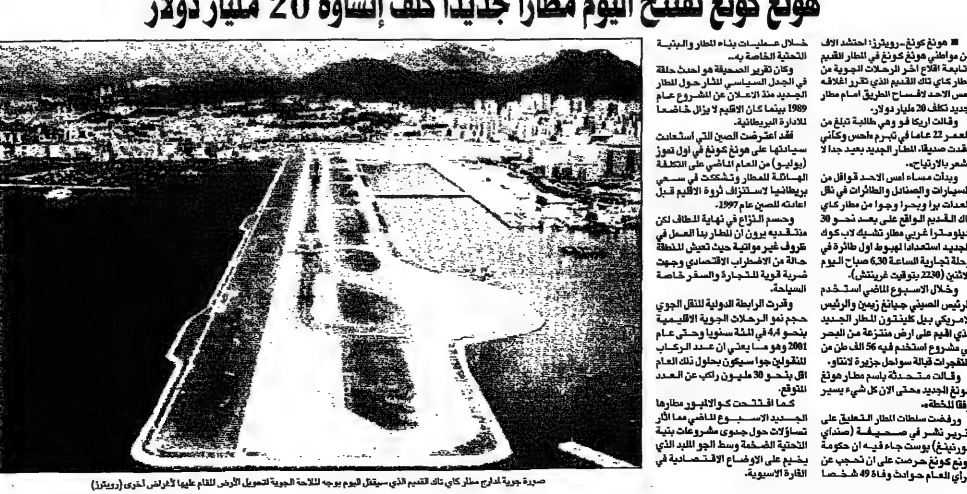 هونغ كونغ تفتتح اليوم مطاراً جديداً كلف إنشاؤه 20 مليار دولار
■ هونغ كونغ ـ رويترز: احتشد الاف
من مواطني هونغ كونغ في المطار القديم
لمتابعة اقلاع اخر الرحلات الجوية من
مطار كاي تاك القديم الذي تقرر اغلاقه
امس الاحد لافساح الطريق امام مطار
جديد تكلف 20 مليار دولار.
وقالت اريكا فو وهي طالبة تبلغ من
العمر 22 عاما في تبرم «احس وكأني
فقدت صديقا. المطار الجديد بعيد جدا لا
اشعر بالارتياح».
وبدأت مساء امس الاحد قوافل من
السيارات والصنادل والطائرات في نقل
المعدات برا وبحرا وجوا من مطار كاي
تاك القديم الواقع على بعد نحو 30
كيلومترا غربي مطار تشيك لاب كوك
الجديد استعدادا لهبوط اول طائرة في
رحلة تجارية الساعة 6,30 صباح اليوم
الاثنين (2230 بتوقيت غرينتش).
وخلال الاسبوع الماضي استخدم
الرئيس الصيني جيانغ زيمين والرئيس
الامريكي بيل كلينتون المطار الجديد
الذي اقيم على ارض منتزعة من البحر
في مشروع استخدم فيه 56 الف طن من
المتفجرات قبالة سواحل جزيرة لانتاو.
وقالت متحدثة باسم مطار هونغ
كونغ الجديد «حتى الان كل شيء يسير
وفقا للخطة».
ورفضت سلطات المطار التعليق على
تقرير نشر في صحيفة (صنداي
مورنينغ) بوست جاء فيه ان حكومة
هونغ كونغ حرصت على ان تحجب عن
الرأي العام حوادث وفاة 49 شخصا
خلال عمليات بناء المطار والبنية
التحتية الخاصة به.
وكان تقرير الصحيفة هو احدث حلقة
في الجدل السياسي المثار حول المطار
الجديد منذ الاعلان عن المشروع عام
1989 بينما كان الاقليم لا يزال خاضعا
للادارة البريطانية.
فقد اعترضت الصين التي استعادت
سيادتها على هونغ كونغ في اول تموز
(يوليو) من العام الماضي على التكلفة
الهائلة للمطار وتشككت في سعي
بريطانيا لاستنزاف ثروة الاقليم قبل
اعادته للصين عام 1997.
وحسم النزاع في نهاية المطاف لكن
منتقديه يرون ان المطار بدأ العمل في
ظروف غير مواتية حيث تعيش المنطقة
حالة من الاضطراب الاقتصادي وجهت
ضربة قوية للتجارة والسفر خاصة
السياحة.
وقدرت الرابطة الدولية للنقل الجوي
حجم نمو الرحلات الجوية الاقليمية
بنحو 4,4 في المئة سنويا وحتى عام
2001 وهو ما يعني ان عدد الركاب
المنقولين جوا سيكون بحلول ذلك العام
اقل بنحو 30 مليون راكب عن العدد
المتوقع.
كما افتتحت كوالالمبور مطارها
الجديد الاسبوع الماضي مما اثار
تساؤلات حول جدوى مشروعات بنية
التحتية الضخمة وسط الجو الملبد الذي
يخيم على الاوضاع الاقتصادية في
القارة الاسيوية.
صورة جوية لمدارج مطار كاي تاك القديم الذي سيقفل اليوم بوجه الملاحة الجوية لتحويل الأرض المقام عليها لأغراض أخرى (رويترز)